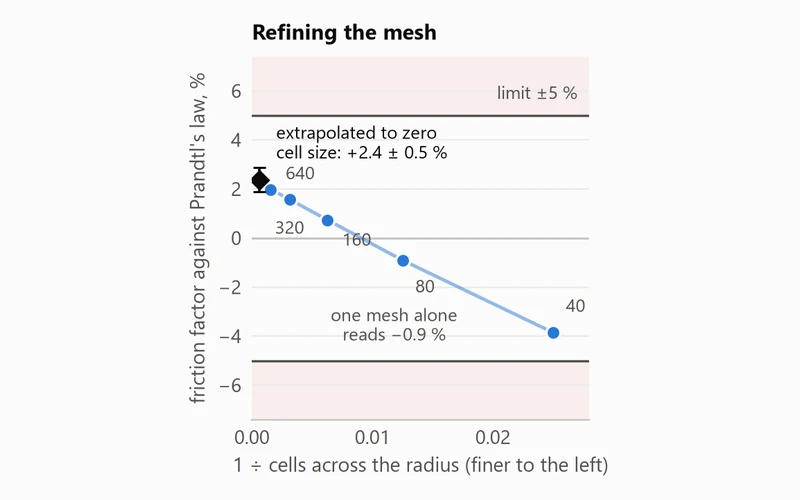 Refining the mesh
friction factor against Prandtl's law, %
6
4
2
0
−2
−4
−6
limit ±5 %
extrapolated to zero
cell size: +2.4 ± 0.5 %
640
320
160
80
40
one mesh alone
reads −0.9 %
0.00
0.01
0.02
1 ÷ cells across the radius (finer to the left)